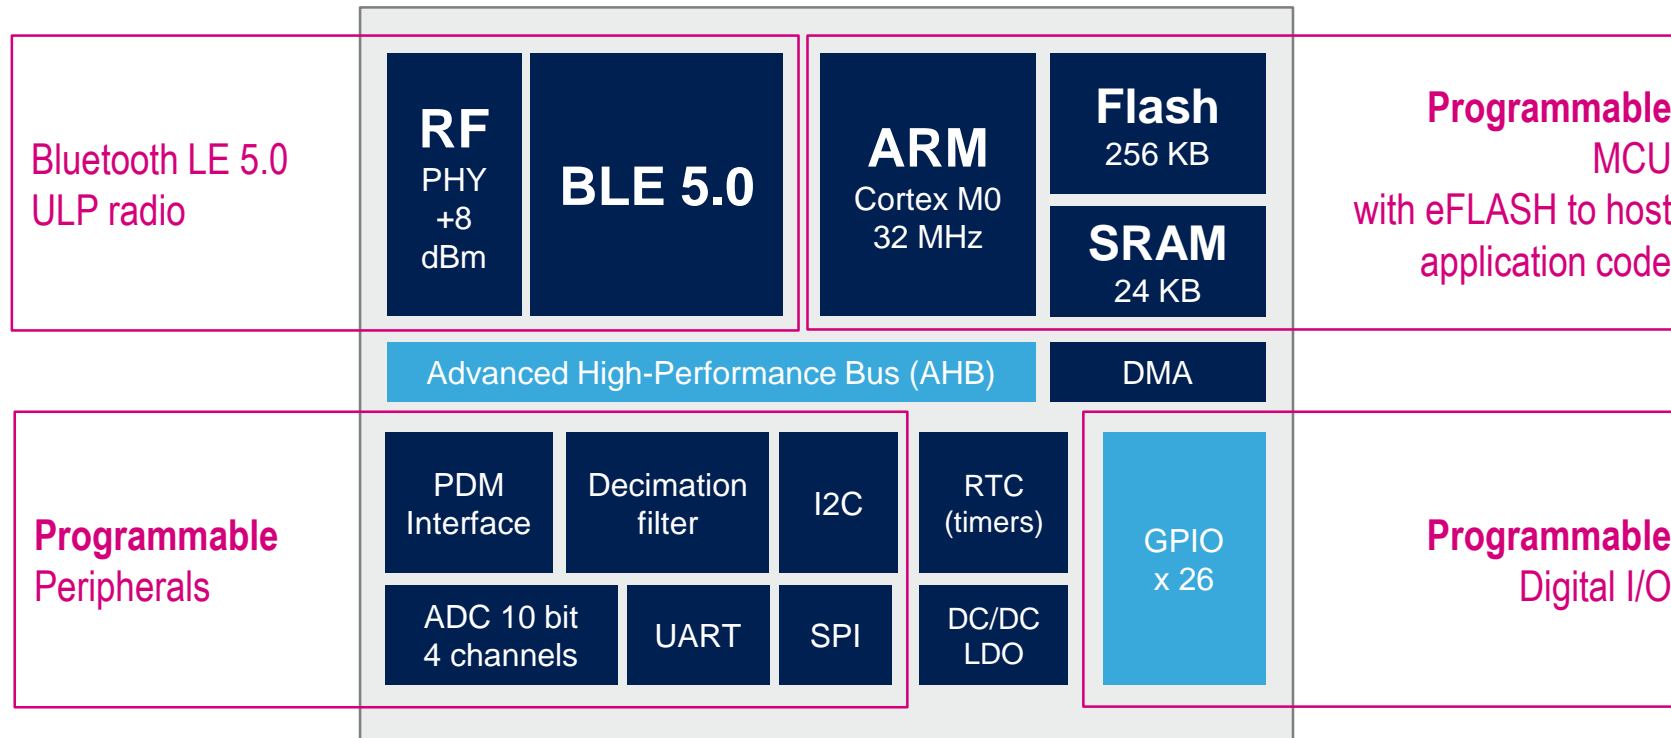 Bluetooth LE 5.0
ULP radio
RF
PHY
+8
dBm
BLE 5.0
ARM
Cortex M0
32 MHz
Flash
256 KB
SRAM
24 KB
Programmable
MCU
with eFLASH to host
application code
Advanced High-Performance Bus (AHB)
DMA
Programmable
Peripherals
PDM
Interface
Decimation
filter
I2C
RTC
(timers)
ADC 10 bit
4 channels
UART
SPI
DC/DC
LDO
GPIO
x 26
Programmable
Digital I/O